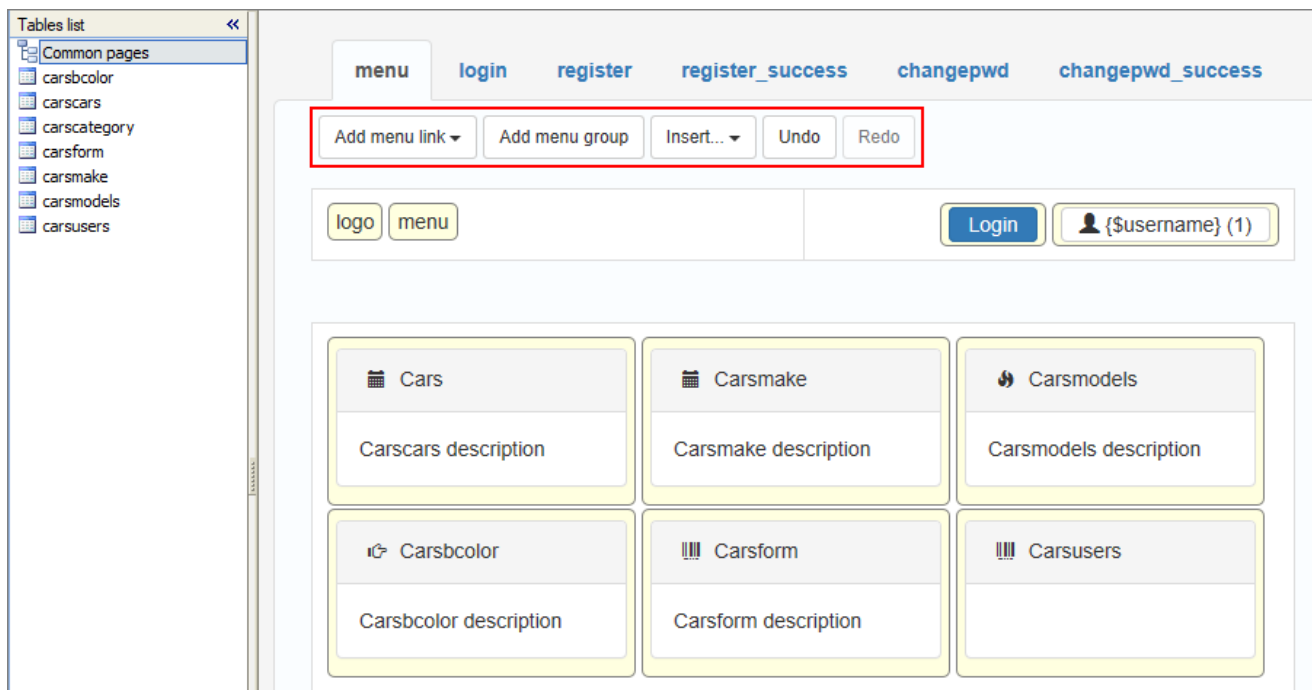 Tables list «
Common pages
carsbcolor
carscars
carscategory
carsform
carsmake
carsmodels
carsusers
menu login register register_success changepwd changepwd_success
Add menu link Add menu group Insert... Undo Redo
logo menu Login {$username} (1)
Cars Carsmake Carsmodels
Carscars description Carsmake description Carsmodels description
Carsbcolor Carsform Carsusers
Carsbcolor description Carsform description